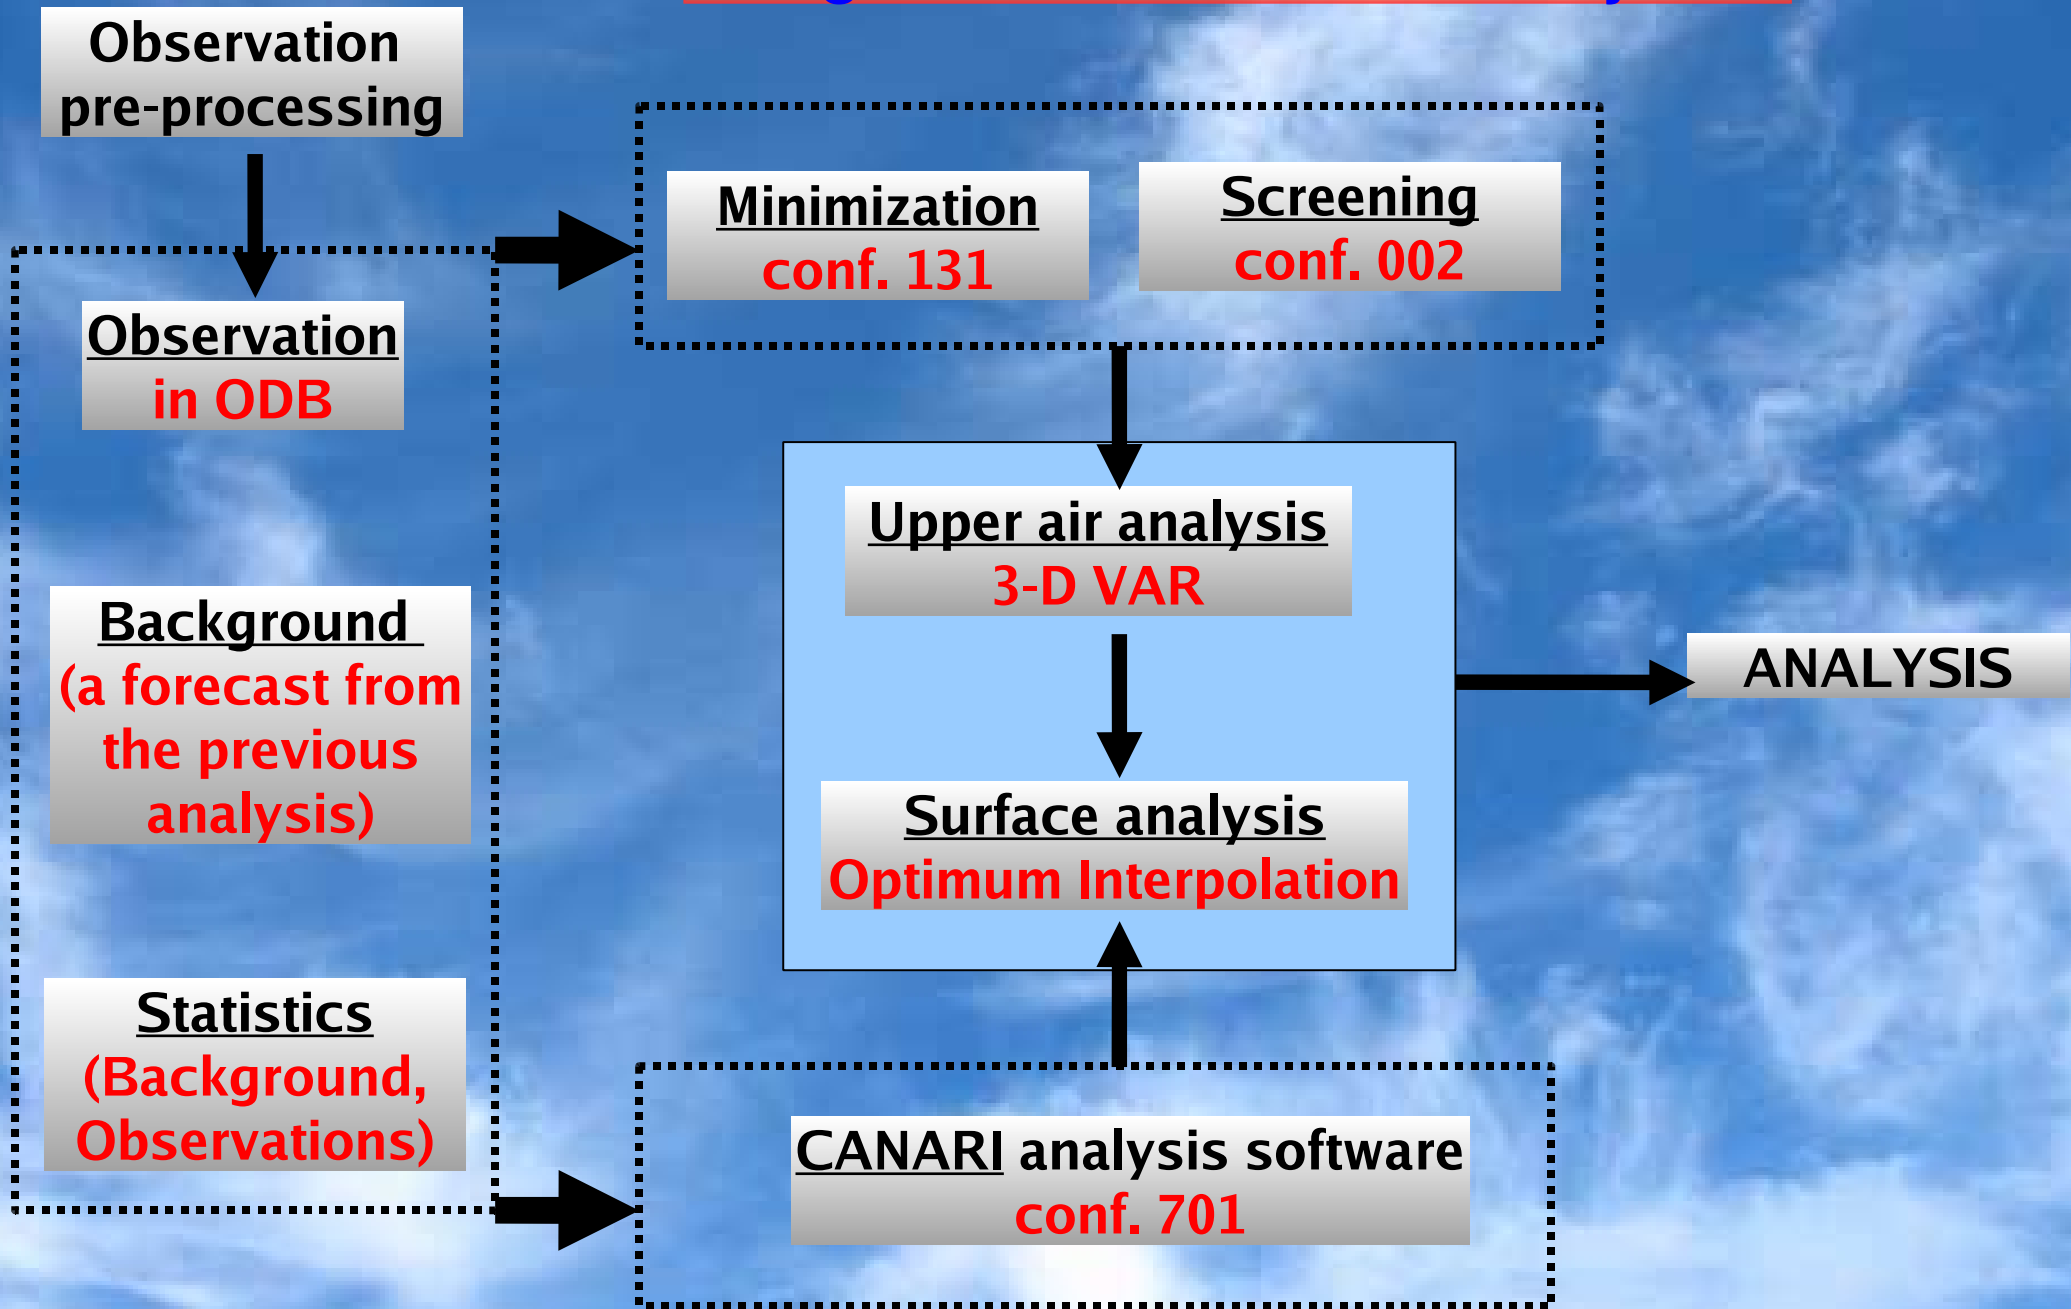 Observation
pre-processing
Minimization
conf. 131
Screening
conf. 002
Observation
in ODB
Upper air analysis
3-D VAR
Background
(a forecast from
the previous
analysis)
ANALYSIS
Surface analysis
Optimum Interpolation
Statistics
(Background,
Observations)
CANARI analysis software
conf. 701